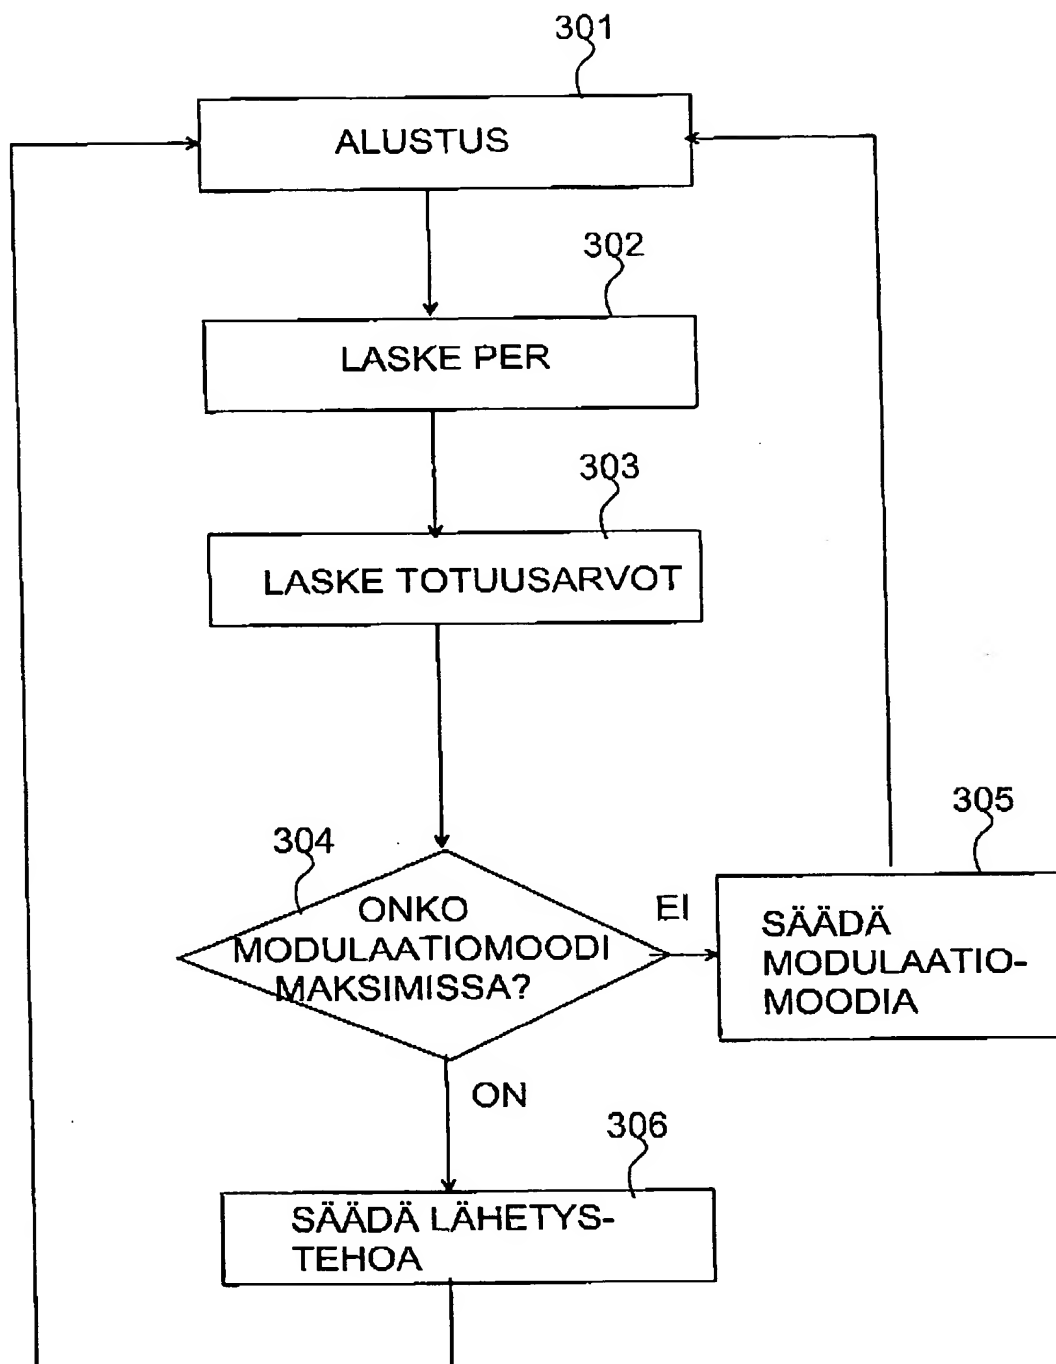 301
ALUSTUS
302
LASKE PER
303
LASKE TOTUUSARVOT
304
ONKO
MODULAATIOMOODI
MAKSIMISSA?
EI
305
SÄÄDÄ
MODULAATIO-
MOODIA
ON
306
SÄÄDÄ LÄHETYS-
TEHOA